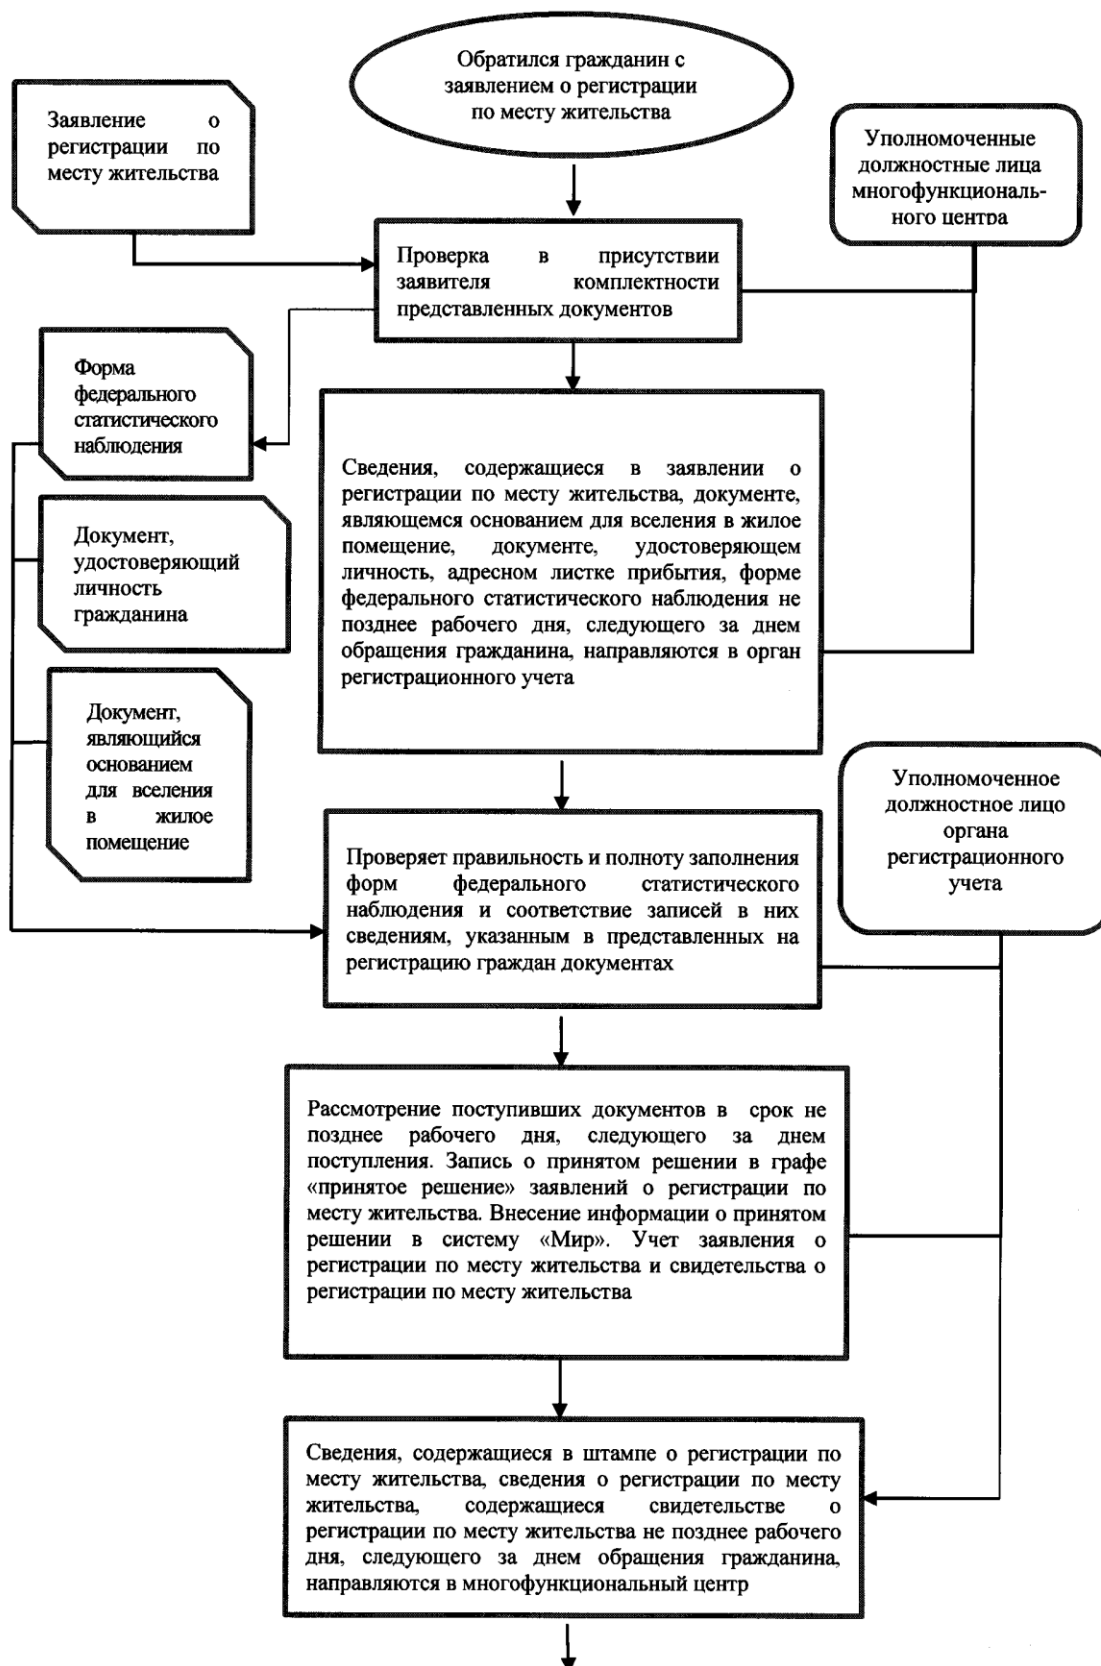 Обратился гражданин с
заявлением о регистрации
по месту жительства
Заявление о
регистрации по
месту жительства
Уполномоченные
должностные лица
многофункциональ-
ного центра
Проверка в присутствии
заявителя комплектности
представленных документов
Форма
федерального
статистического
наблюдения
Сведения, содержащиеся в заявлении о
регистрации по месту жительства, документе,
являющемся основанием для вселения в жилое
помещение, документе, удостоверяющем
личность, адресном листке прибытия, форме
федерального статистического наблюдения не
позднее рабочего дня, следующего за днем
обращения гражданина, направляются в орган
регистрационного учета
Документ,
удостоверяющий
личность
гражданина
Документ,
являющийся
основанием
для вселения
в жилое
помещение
Уполномоченное
должностное лицо
органа
регистрационного
учета
Проверяет правильность и полноту заполнения
форм федерального статистического
наблюдения и соответствие записей в них
сведениям, указанным в представленных на
регистрацию граждан документах
Рассмотрение поступивших документов в срок не
позднее рабочего дня, следующего за днем
поступления. Запись о принятом решении в графе
«принятое решение» заявлений о регистрации по
месту жительства. Внесение информации о принятом
решении в систему «Мир». Учет заявления о
регистрации по месту жительства и свидетельства о
регистрации по месту жительства
Сведения, содержащиеся в штампе о регистрации по
месту жительства, сведения о регистрации по месту
жительства, содержащиеся свидетельстве о
регистрации по месту жительства не позднее рабочего
дня, следующего за днем обращения гражданина,
направляются в многофункциональный центр